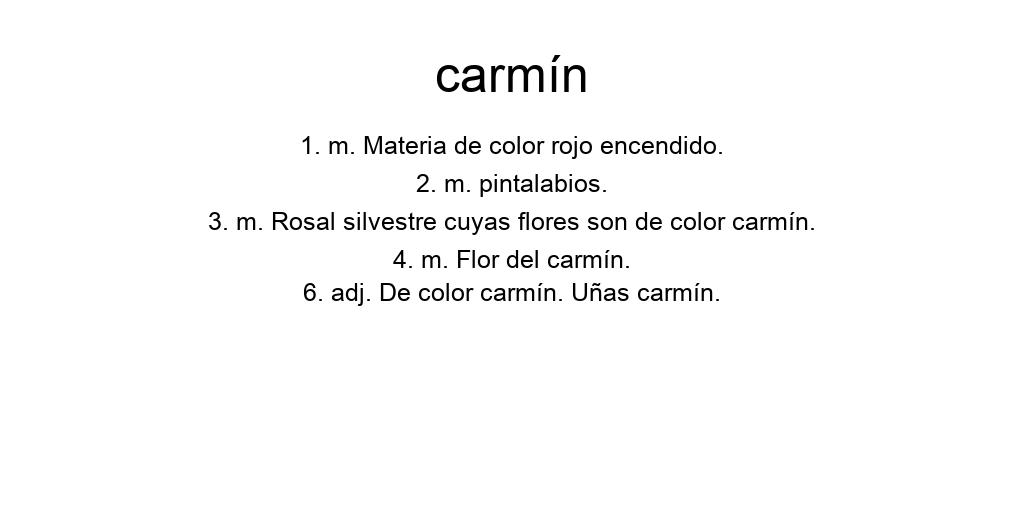 carmín
1. m. Materia de color rojo encendido.
2. m. pintalabios.
3. m. Rosal silvestre cuyas flores son de color carmín.
4. m. Flor del carmín.
6. adj. De color carmín. Uñas carmín.